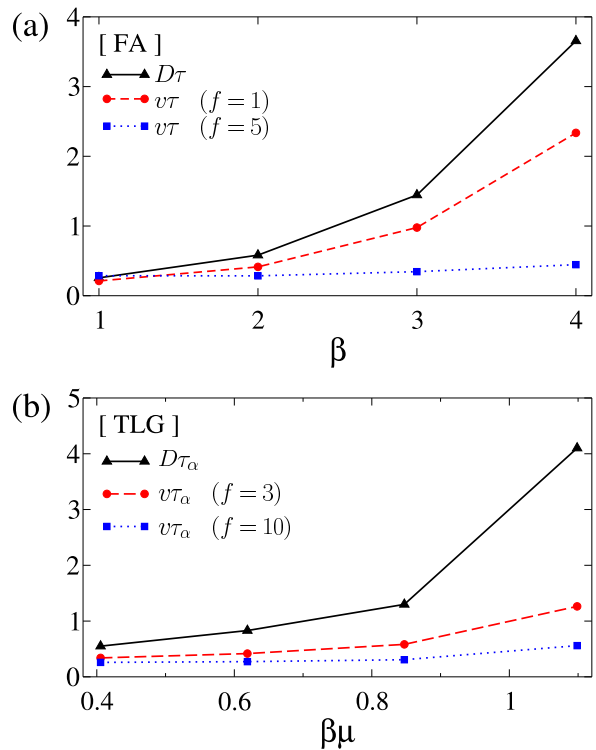 (a)
[ FA ]
Dτ
vτ (f = 1)
vτ (f = 5)
4
3
2
1
0
1 2 3 4
β
(b)
[ TLG ]
Dτα
vτα (f = 3)
vτα (f = 10)
5
4
3
2
1
0
0.4 0.6 0.8 1
βμ